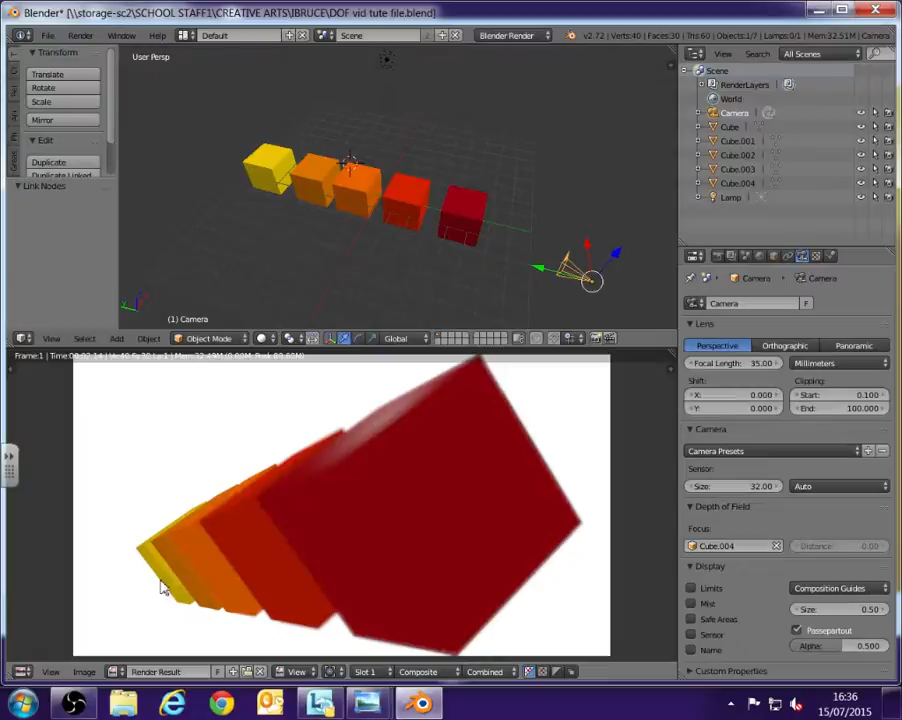 Blender* [\\storage-sc2\SCHOOL STAFF1\CREATIVE ARTS\IBRUCE\DOF vid tute file.blend]
File Render Window Help Default Scene Blender Render v2.72 | Verts:40 | Faces:30 | Tris:60 | Objects:1/7 | Lamps:0/1 | Mem:32.51M | Camera
Transform
Translate
Rotate
Scale
Mirror
Edit
Duplicate
Duplicate Linked
Link Nodes
User Persp
(1) Camera
View Select Add Object Object Mode Global
View Search All Scenes
Scene
RenderLayers
World
Camera
Cube
Cube.001
Cube.002
Cube.003
Cube.004
Lamp
Camera Camera
Camera F
Lens
Perspective Orthographic Panoramic
Focal Length: 35.00 Millimeters
Shift: Clipping:
X: 0.000 Start: 0.100
Y: 0.000 End: 100.000
Camera
Camera Presets
Sensor:
Size: 32.00 Auto
Depth of Field
Focus:
Cube.004 Distance: 0.00
Display
Limits Composition Guides
Mist Size: 0.50
Safe Areas
Sensor Passepartout
Name Alpha: 0.500
Custom Properties
View Image Render Result F View Slot 1 Composite Combined
16:36
15/07/2015